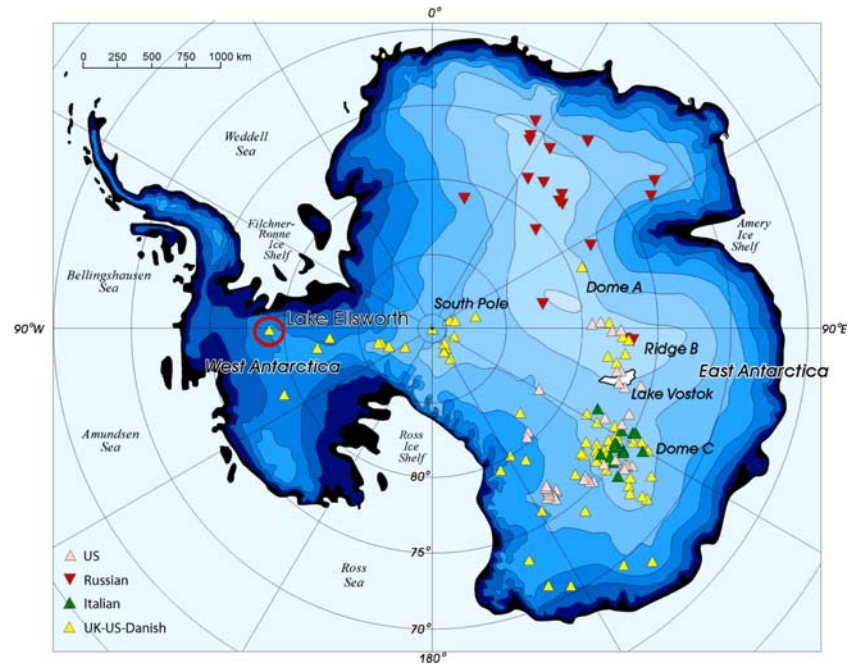 0°
0 250 500 750 1000 km
Weddell
Sea
Filchner-
Ronne
Ice
Shelf
Amery
Ice
Shelf
Bellingshausen
Sea
Dome A
South Pole
90°W
Lake Ellsworth
90°E
Ridge B
West Antarctica
East Antarctica
Lake Vostok
Amundsen
Sea
Ross
Ice
Shelf
Dome C
80°
75°
70°
Ross
Sea
US
Russian
Italian
UK-US-Danish
180°